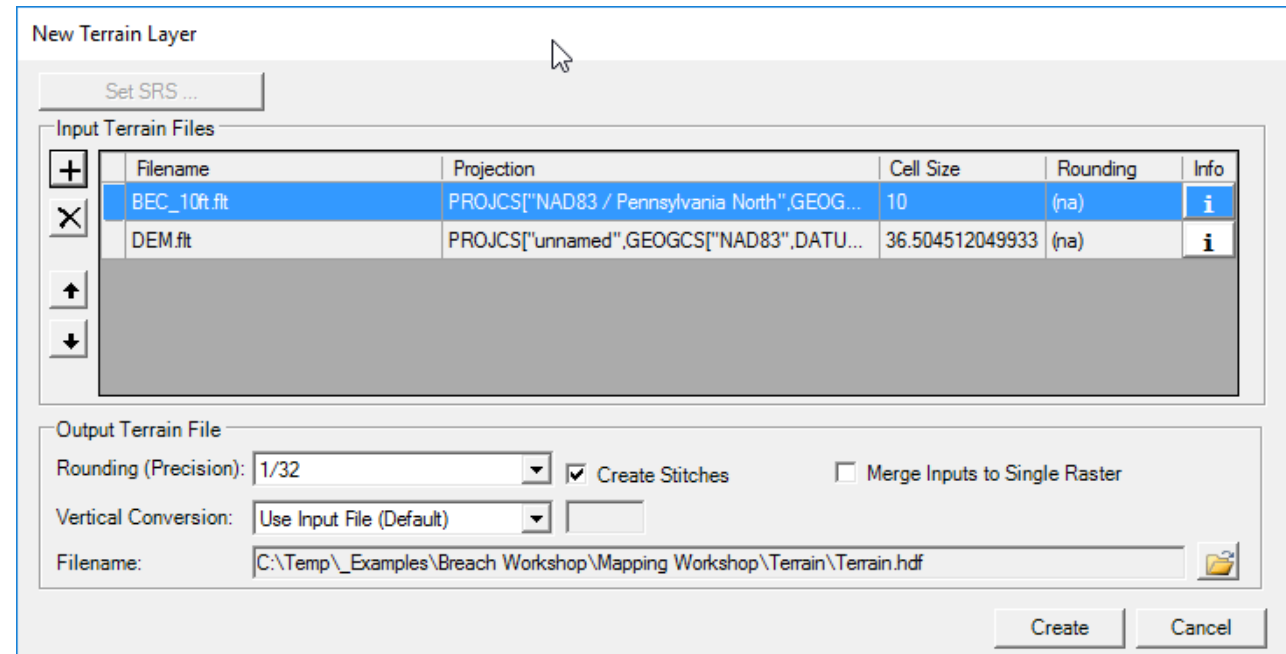 New Terrain Layer
Set SRS ...
Input Terrain Files
Filename Projection Cell Size Rounding Info
BEC_10ft.flt PROJCS["NAD83 / Pennsylvania North",GEOG... 10 (na) i
DEM.flt PROJCS["unnamed",GEOGCS["NAD83",DATU... 36.504512049933 (na) i
Output Terrain File
Rounding (Precision): 1/32 Create Stitches Merge Inputs to Single Raster
Vertical Conversion: Use Input File (Default)
Filename: C:\Temp\_Examples\Breach Workshop\Mapping Workshop\Terrain\Terrain.hdf
Create Cancel